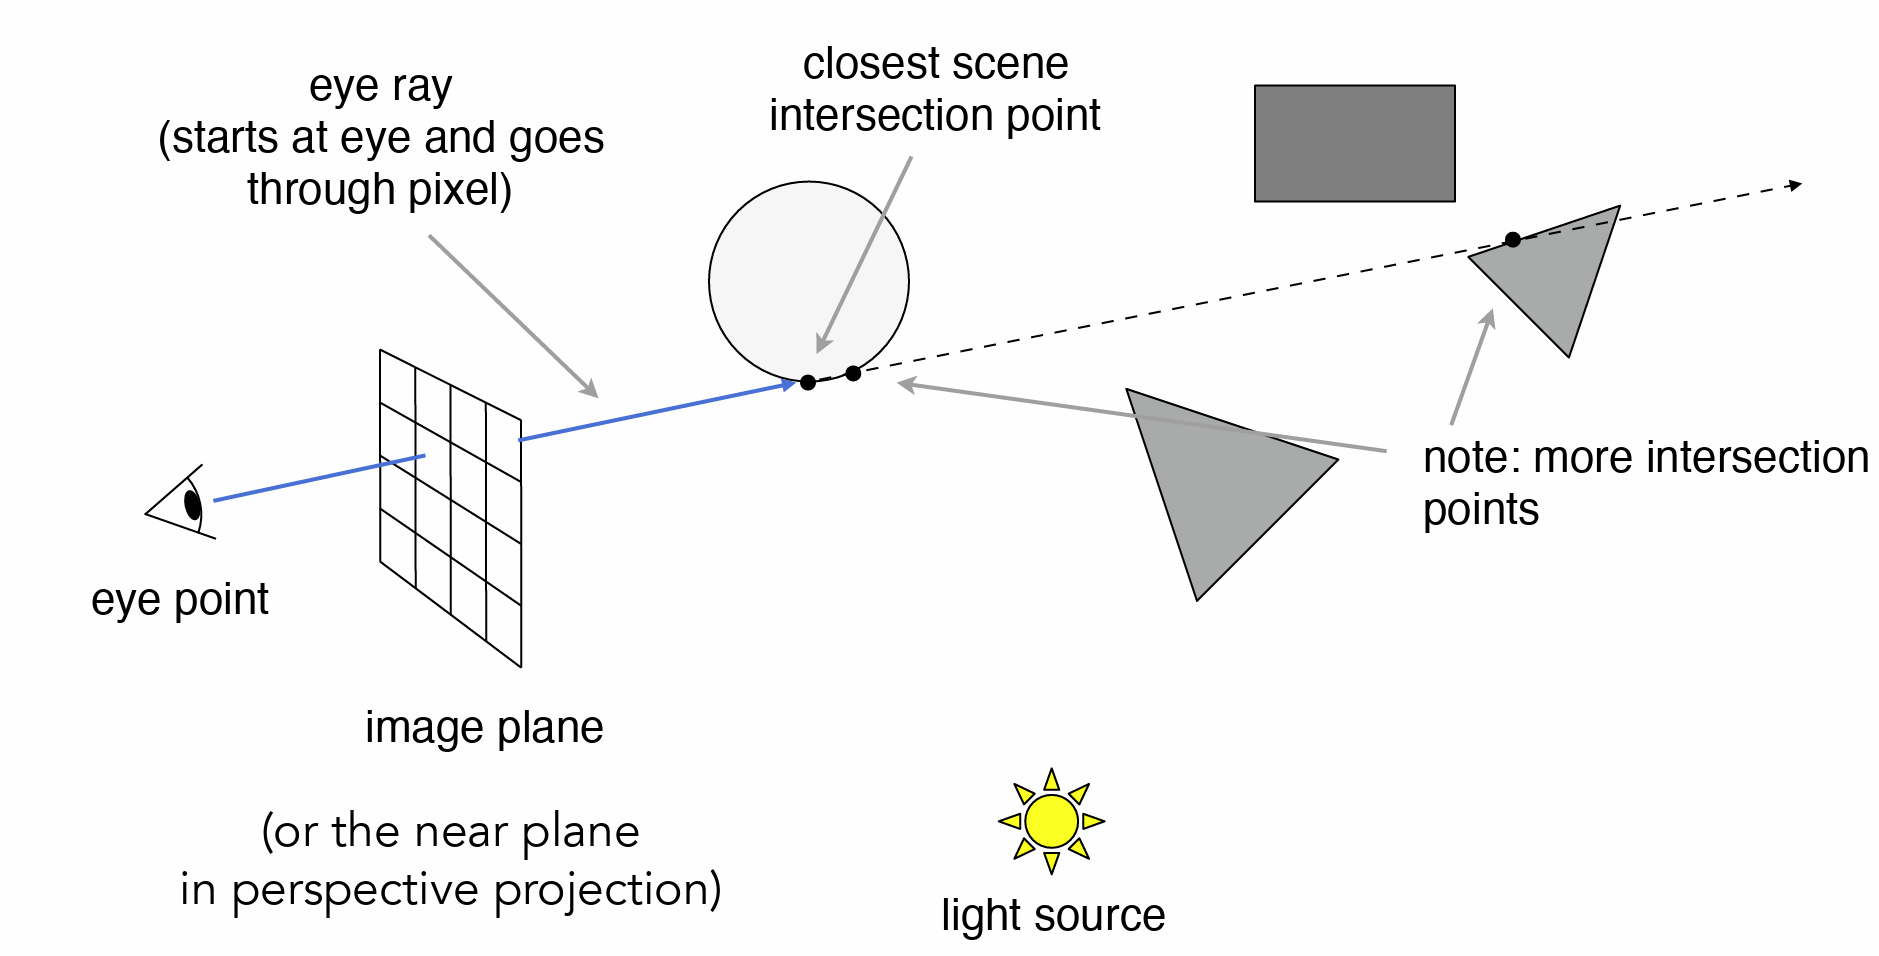 eye ray
(starts at eye and goes
through pixel)
closest scene
intersection point
note: more intersection
points
eye point
image plane
(or the near plane
in perspective projection)
light source